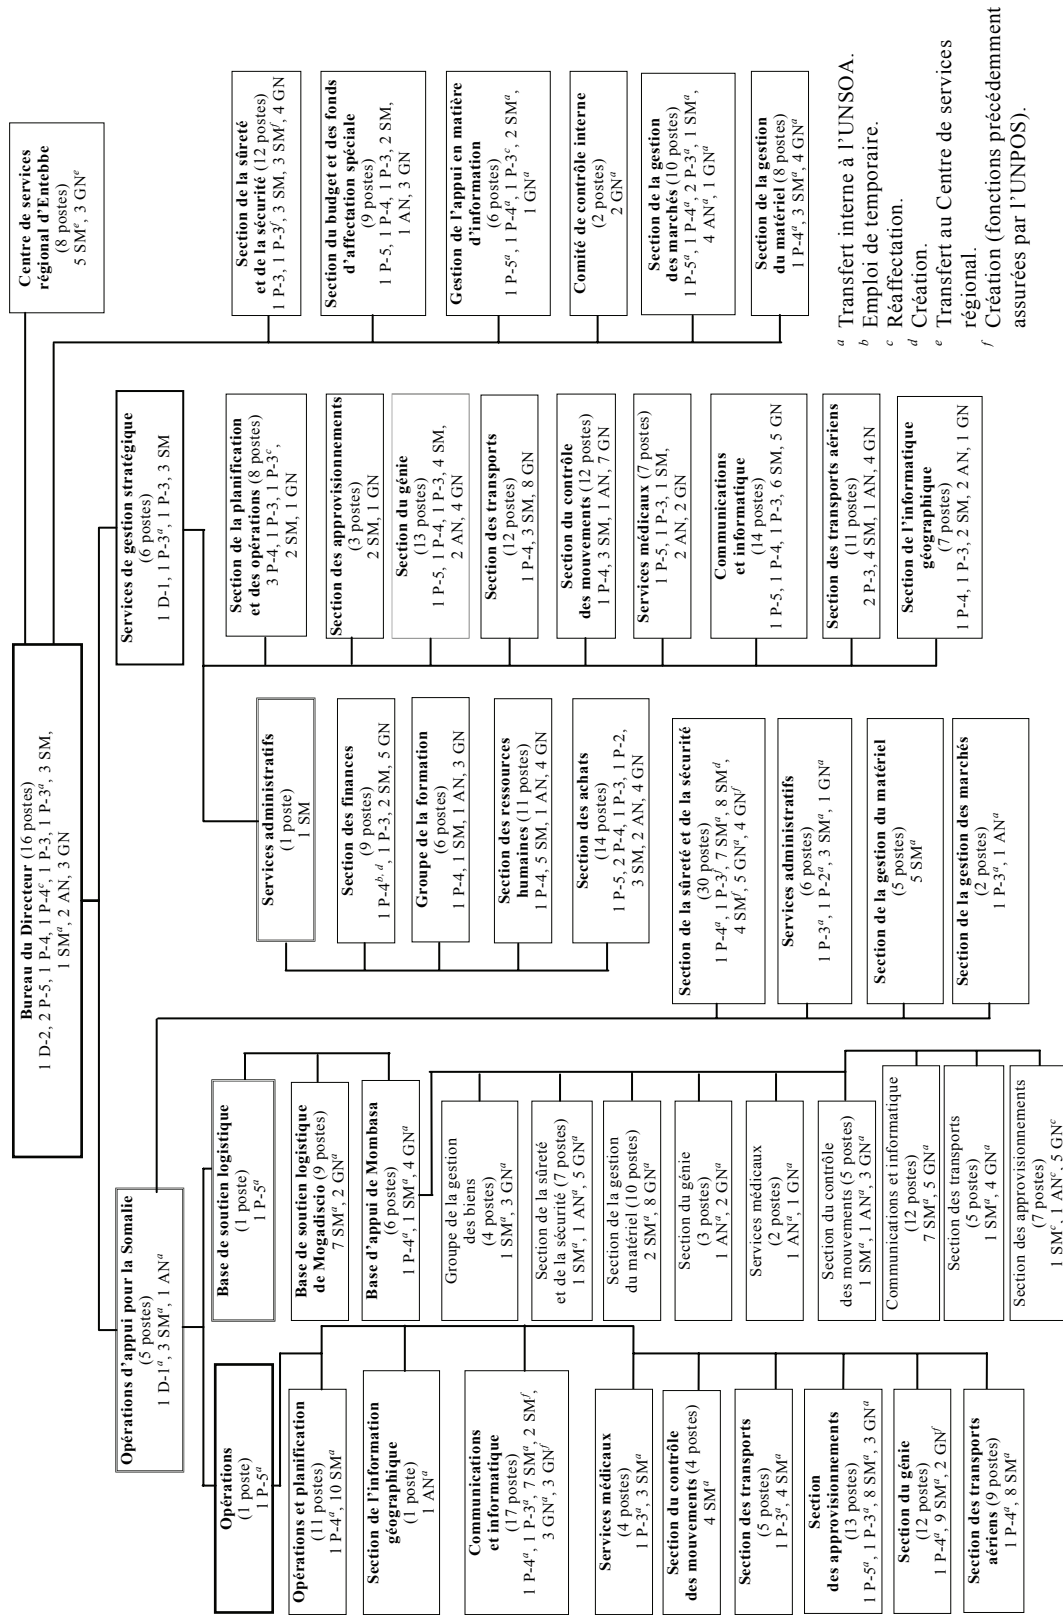 Bureau du Directeur (16 postes)
1 D-2, 2 P-5, 1 P-4, 1 P-4ᶜ, 1 P-3, 1 P-3ᵃ, 3 SM,
1 SMᵃ, 2 AN, 3 GN
Centre de services
régional d'Entebbe
(8 postes)
5 SMᵉ, 3 GNᵉ
Opérations d'appui pour la Somalie
(5 postes)
1 D-1ᵃ, 3 SMᵃ, 1 ANᵃ
Services de gestion stratégique
(6 postes)
1 D-1, 1 P-3ᵃ, 1 P-3, 3 SM
Opérations
(1 poste)
1 P-5ᵃ
Opérations et planification
(11 postes)
1 P-4ᵃ, 10 SMᵃ
Section de l'information
géographique
(1 poste)
1 ANᵃ
Communications
et informatique
(17 postes)
1 P-4ᵃ, 1 P-3ᵃ, 7 SMᵃ, 2 SMᶠ,
3 GNᵃ, 3 GNᶠ
Services médicaux
(4 postes)
1 P-3ᵃ, 3 SMᵃ
Section du contrôle
des mouvements (4 postes)
4 SMᵃ
Section des transports
(5 postes)
1 P-3ᵃ, 4 SMᵃ
Section
des approvisionnements
(13 postes)
1 P-5ᵃ, 1 P-3ᵃ, 8 SMᵃ, 3 GNᵃ
Section du génie
(12 postes)
1 P-4ᵃ, 9 SMᵃ, 2 GNᶠ
Section des transports
aériens (9 postes)
1 P-4ᵃ, 8 SMᵃ
Base de soutien logistique
(1 poste)
1 P-5ᵃ
Base de soutien logistique
de Mogadiscio (9 postes)
7 SMᵃ, 2 GNᵃ
Base d'appui de Mombasa
(6 postes)
1 P-4ᵃ, 1 SMᵃ, 4 GNᵃ
Groupe de la gestion
des biens
(4 postes)
1 SMᵃ, 3 GNᵃ
Section de la sûreté
et de la sécurité (7 postes)
1 SMᵃ, 1 ANᵃ, 5 GNᵃ
Section de la gestion
du matériel (10 postes)
2 SMᵃ, 8 GNᵃ
Section du génie
(3 postes)
1 ANᵃ, 2 GNᵃ
Services médicaux
(2 postes)
1 ANᵃ, 1 GNᵃ
Section du contrôle
des mouvements (5 postes)
1 SMᵃ, 1 ANᵃ, 3 GNᵃ
Communications et informatique
(12 postes)
7 SMᵃ, 5 GNᵃ
Section des transports
(5 postes)
1 SMᵃ, 4 GNᵃ
Section des approvisionnements
(7 postes)
1 SMᶜ, 1 ANᶜ, 5 GNᶜ
Section de la sûreté et de la sécurité
(30 postes)
1 P-4ᵃ, 1 P-3ᶠ, 7 SMᵃ, 8 SMᵈ,
4 SMᶠ, 5 GNᵃ, 4 GNᶠ
Services administratifs
(6 postes)
1 P-3ᵃ, 1 P-2ᵃ, 3 SMᵃ, 1 GNᵃ
Section de la gestion du matériel
(5 postes)
5 SMᵃ
Section de la gestion des marchés
(2 postes)
1 P-3ᵃ, 1 ANᵃ
Services administratifs
(1 poste)
1 SM
Section des finances
(9 postes)
1 P-4ᵇ,ᵈ, 1 P-3, 2 SM, 5 GN
Groupe de la formation
(6 postes)
1 P-4, 1 SM, 1 AN, 3 GN
Section des ressources
humaines (11 postes)
1 P-4, 5 SM, 1 AN, 4 GN
Section des achats
(14 postes)
1 P-5, 2 P-4, 1 P-3, 1 P-2,
3 SM, 2 AN, 4 GN
Section de la planification
et des opérations (8 postes)
3 P-4, 1 P-3, 1 P-3ᶜ,
2 SM, 1 GN
Section des approvisionnements
(3 postes)
2 SM, 1 GN
Section du génie
(13 postes)
1 P-5, 1 P-4, 1 P-3, 4 SM,
2 AN, 4 GN
Section des transports
(12 postes)
1 P-4, 3 SM, 8 GN
Section du contrôle
des mouvements (12 postes)
1 P-4, 3 SM, 1 AN, 7 GN
Services médicaux (7 postes)
1 P-5, 1 P-3, 1 SM,
2 AN, 2 GN
Communications
et informatique
(14 postes)
1 P-5, 1 P-4, 1 P-3, 6 SM, 5 GN
Section des transports aériens
(11 postes)
2 P-3, 4 SM, 1 AN, 4 GN
Section de l'informatique
géographique
(7 postes)
1 P-4, 1 P-3, 2 SM, 2 AN, 1 GN
Section de la sûreté
et de la sécurité (12 postes)
1 P-3, 1 P-3ᶠ, 3 SM, 3 SMᶠ, 4 GN
Section du budget et des fonds
d'affectation spéciale
(9 postes)
1 P-5, 1 P-4, 1 P-3, 2 SM,
1 AN, 3 GN
Gestion de l'appui en matière
d'information
(6 postes)
1 P-5ᵃ, 1 P-4ᵃ, 1 P-3ᶜ, 2 SMᵃ,
1 GNᵃ
Comité de contrôle interne
(2 postes)
2 GNᵃ
Section de la gestion
des marchés (10 postes)
1 P-5ᵃ, 1 P-4ᵃ, 2 P-3ᵃ, 1 SMᵃ,
4 ANᵃ, 1 GNᵃ
Section de la gestion
du matériel (8 postes)
1 P-4ᵃ, 3 SMᵃ, 4 GNᵃ
ᵃ Transfert interne à l'UNSOA.
ᵇ Emploi de temporaire.
ᶜ Réaffectation.
ᵈ Création.
ᵉ Transfert au Centre de services
régional.
ᶠ Création (fonctions précédemment
assurées par l'UNPOS).